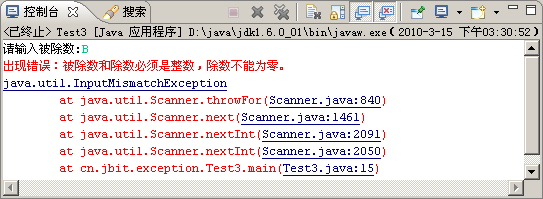 控制台 搜索
<已终止> Test3 [Java 应用程序] D:\java\jdk1.6.0_01\bin\javaw.exe (2010-3-15 下午03:30:52)
请输入被除数:B
出现错误：被除数和除数必须是整数，除数不能为零。
java.util.InputMismatchException
at java.util.Scanner.throwFor(Scanner.java:840)
at java.util.Scanner.next(Scanner.java:1461)
at java.util.Scanner.nextInt(Scanner.java:2091)
at java.util.Scanner.nextInt(Scanner.java:2050)
at cn.jbit.exception.Test3.main(Test3.java:15)